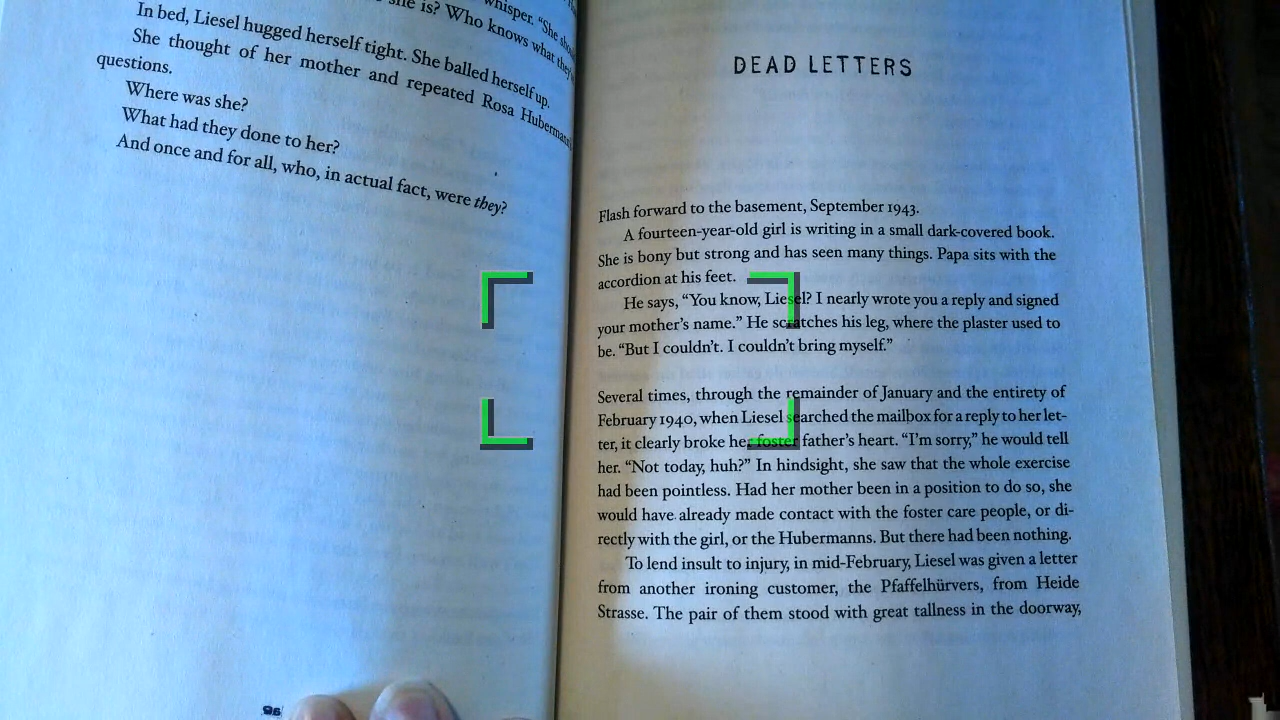 whisper. "She
she is? Who knows what they
In bed, Liesel hugged herself tight. She balled herself up.
She thought of her mother and repeated Rosa Hubermann
questions.
Where was she?
What had they done to her?
And once and for all, who, in actual fact, were they?
DEAD LETTERS
Flash forward to the basement, September 1943.
A fourteen-year-old girl is writing in a small dark-covered book.
She is bony but strong and has seen many things. Papa sits with the
accordion at his feet.
He says, "You know, Liesel? I nearly wrote you a reply and signed
your mother's name." He scratches his leg, where the plaster used to
be. "But I couldn't. I couldn't bring myself."
Several times, through the remainder of January and the entirety of
February 1940, when Liesel searched the mailbox for a reply to her let-
ter, it clearly broke her foster father's heart. "I'm sorry," he would tell
her. "Not today, huh?" In hindsight, she saw that the whole exercise
had been pointless. Had her mother been in a position to do so, she
would have already made contact with the foster care people, or di-
rectly with the girl, or the Hubermanns. But there had been nothing.
To lend insult to injury, in mid-February, Liesel was given a letter
from another ironing customer, the Pfaffelhürvers, from Heide
Strasse. The pair of them stood with great tallness in the doorway,